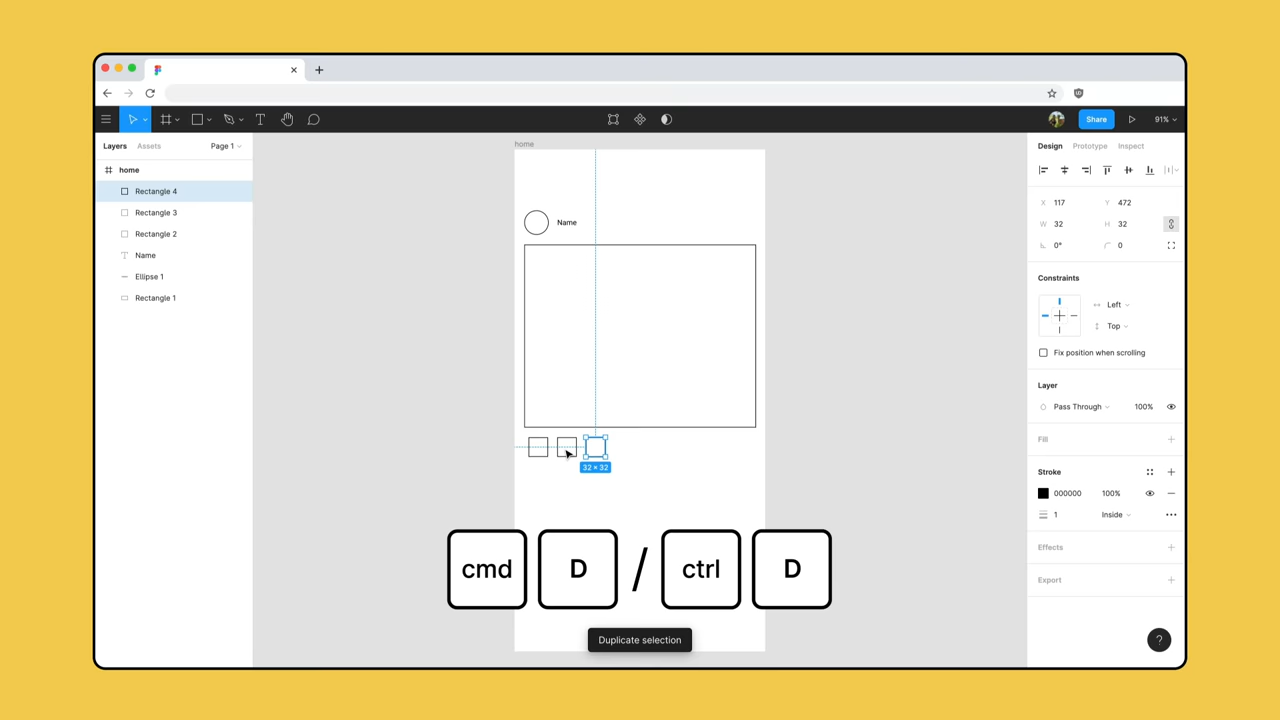 Share
91%
Layers
Assets
Page 1
home
Rectangle 4
Rectangle 3
Rectangle 2
Name
Ellipse 1
Rectangle 1
home
Name
32 × 32
cmd
D
/
ctrl
D
Duplicate selection
Design
Prototype
Inspect
X 117
Y 472
W 32
H 32
0°
0
Constraints
Left
Top
Fix position when scrolling
Layer
Pass Through
100%
Fill
Stroke
000000
100%
1
Inside
Effects
Export
?